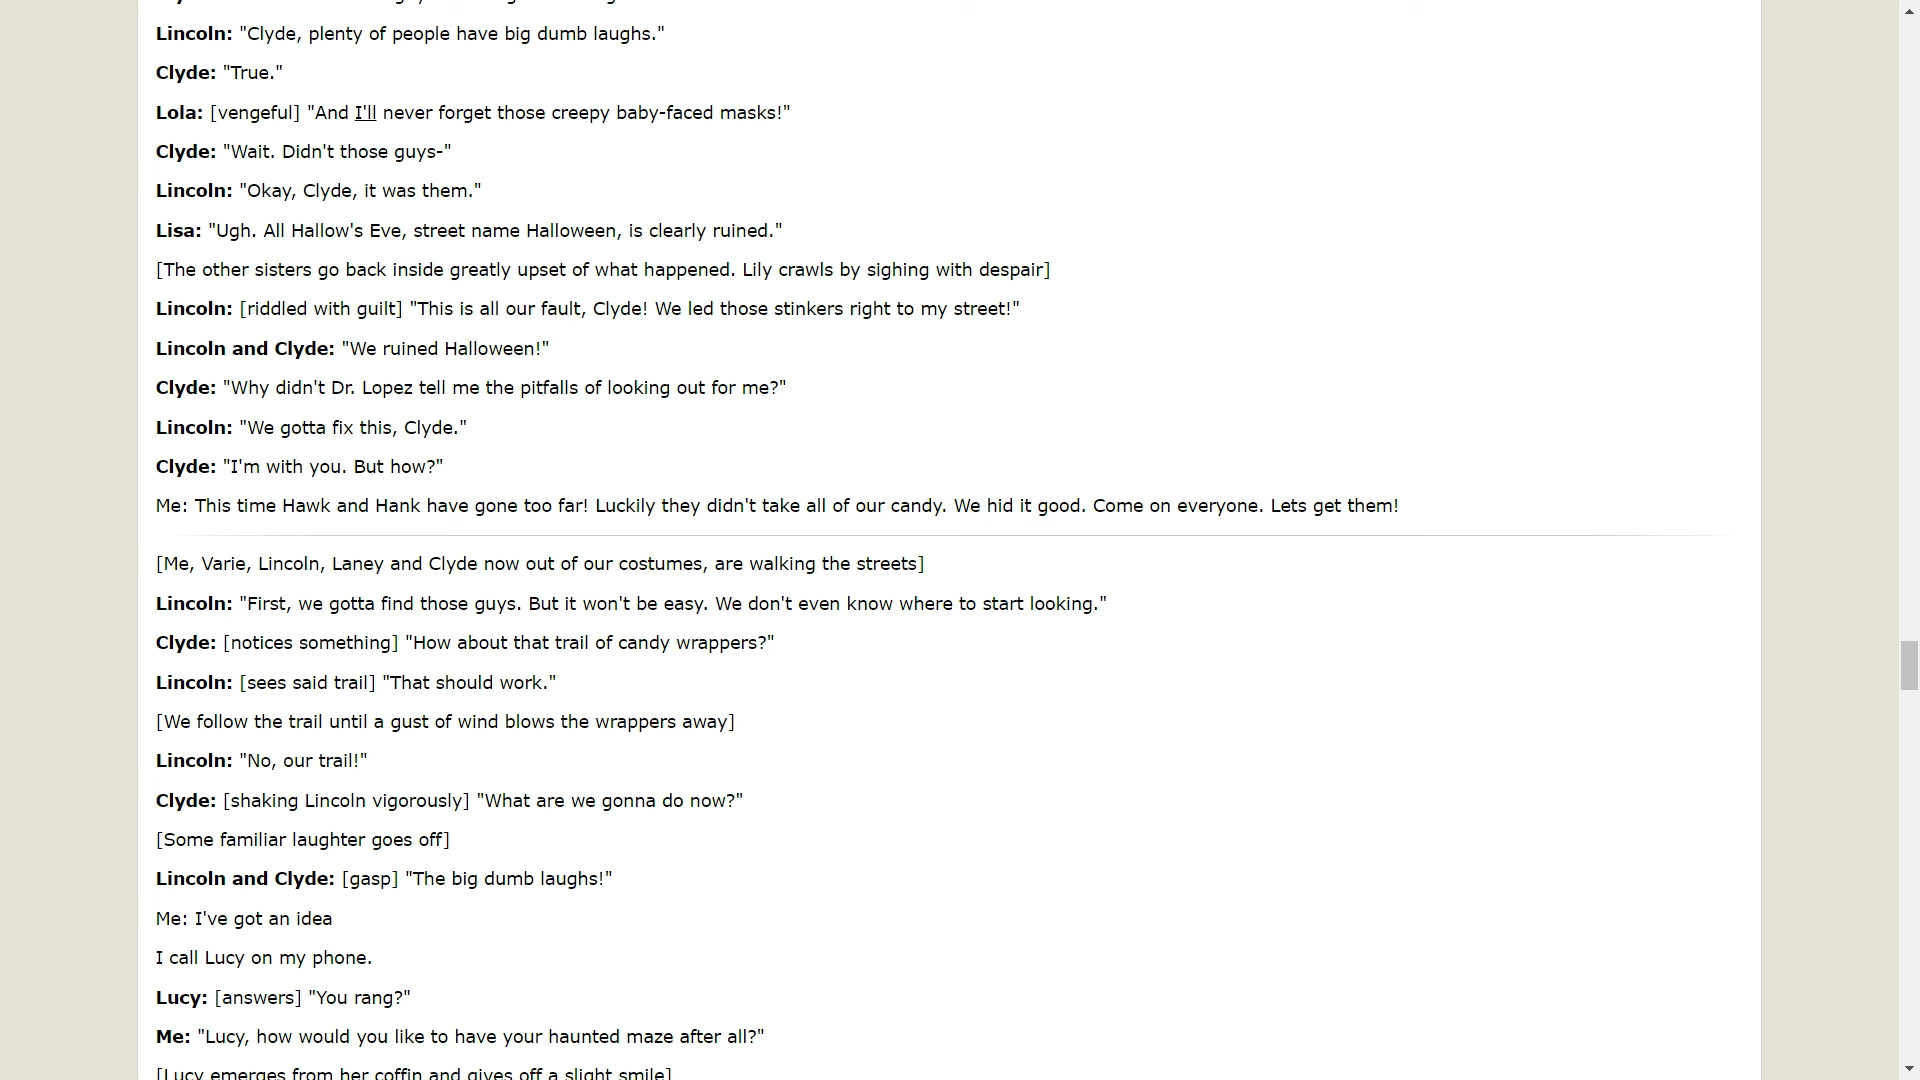 Lincoln: "Clyde, plenty of people have big dumb laughs."
Clyde: "True."
Lola: [vengeful] "And I'll never forget those creepy baby-faced masks!"
Clyde: "Wait. Didn't those guys-"
Lincoln: "Okay, Clyde, it was them."
Lisa: "Ugh. All Hallow's Eve, street name Halloween, is clearly ruined."
[The other sisters go back inside greatly upset of what happened. Lily crawls by sighing with despair]
Lincoln: [riddled with guilt] "This is all our fault, Clyde! We led those stinkers right to my street!"
Lincoln and Clyde: "We ruined Halloween!"
Clyde: "Why didn't Dr. Lopez tell me the pitfalls of looking out for me?"
Lincoln: "We gotta fix this, Clyde."
Clyde: "I'm with you. But how?"
Me: This time Hawk and Hank have gone too far! Luckily they didn't take all of our candy. We hid it good. Come on everyone. Lets get them!
[Me, Varie, Lincoln, Laney and Clyde now out of our costumes, are walking the streets]
Lincoln: "First, we gotta find those guys. But it won't be easy. We don't even know where to start looking."
Clyde: [notices something] "How about that trail of candy wrappers?"
Lincoln: [sees said trail] "That should work."
[We follow the trail until a gust of wind blows the wrappers away]
Lincoln: "No, our trail!"
Clyde: [shaking Lincoln vigorously] "What are we gonna do now?"
[Some familiar laughter goes off]
Lincoln and Clyde: [gasp] "The big dumb laughs!"
Me: I've got an idea
I call Lucy on my phone.
Lucy: [answers] "You rang?"
Me: "Lucy, how would you like to have your haunted maze after all?"
[Lucy emerges from her coffin and gives off a slight smile]